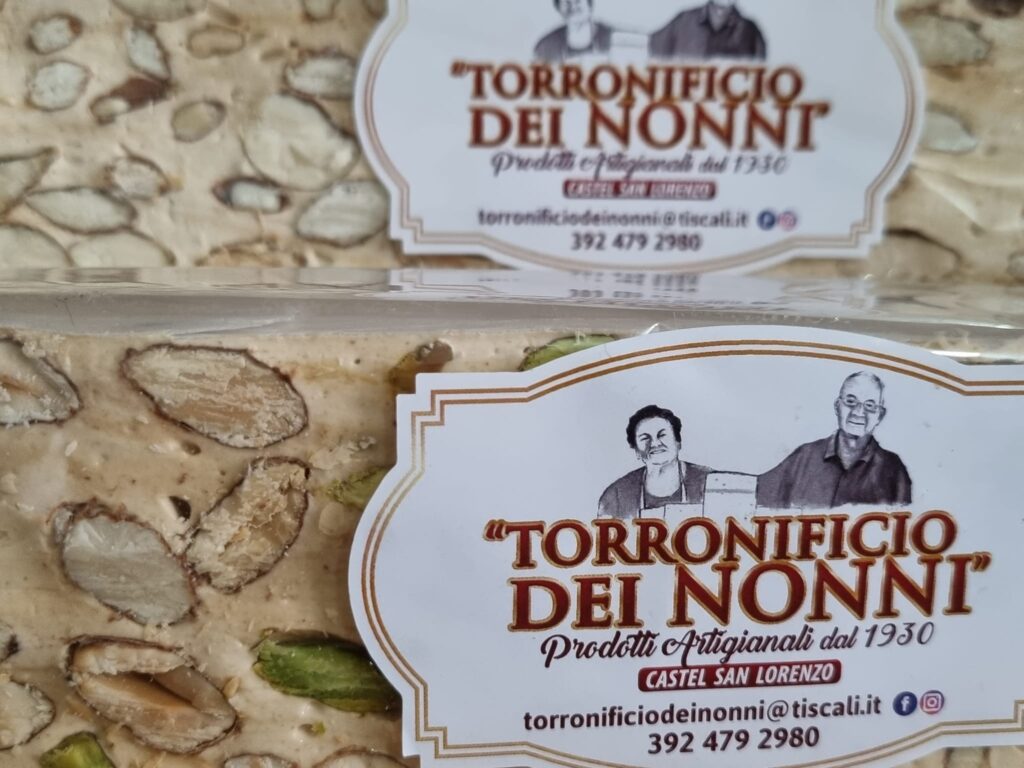 "TORRONIFICIO
DEI NONNI"
Prodotti Artigianali dal 1930
CASTEL SAN LORENZO
torronificiodeinonni@tiscali.it
392 479 2980
"TORRONIFICIO
DEI NONNI"
Prodotti Artigianali dal 1930
CASTEL SAN LORENZO
torronificiodeinonni@tiscali.it
392 479 2980